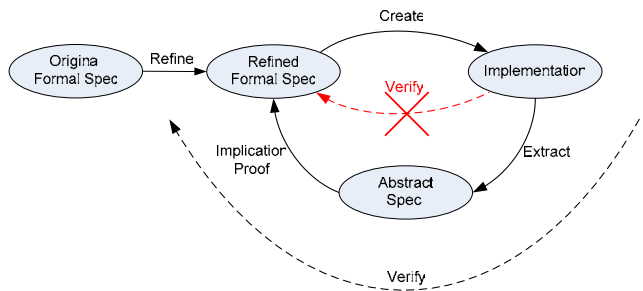 Create
Origina
Formal Spec
Refine
Refined
Formal Spec
Implementation
Verify
Implication
Proof
Extract
Abstract
Spec
Verify